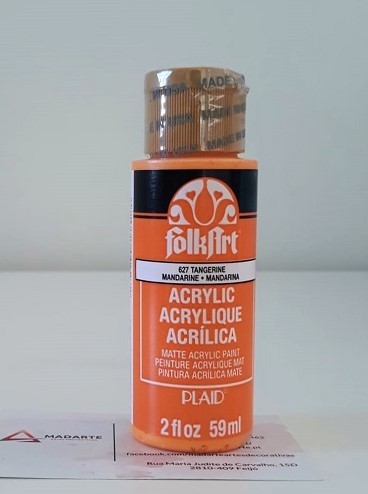 MADE
FolkArt
627 TANGERINE
MANDARINE • MANDARINA
ACRYLIC
ACRYLIQUE
ACRÍLICA
MATTE ACRYLIC PAINT
PEINTURE ACRYLIQUE MAT
PINTURA ACRÍLICA MATE
PLAID
2 fl oz 59ml
MADARTE
facebook.com/madarteartesdecorativas
Rua Maria Judite de Carvalho, 15D
2810-409 Feijó